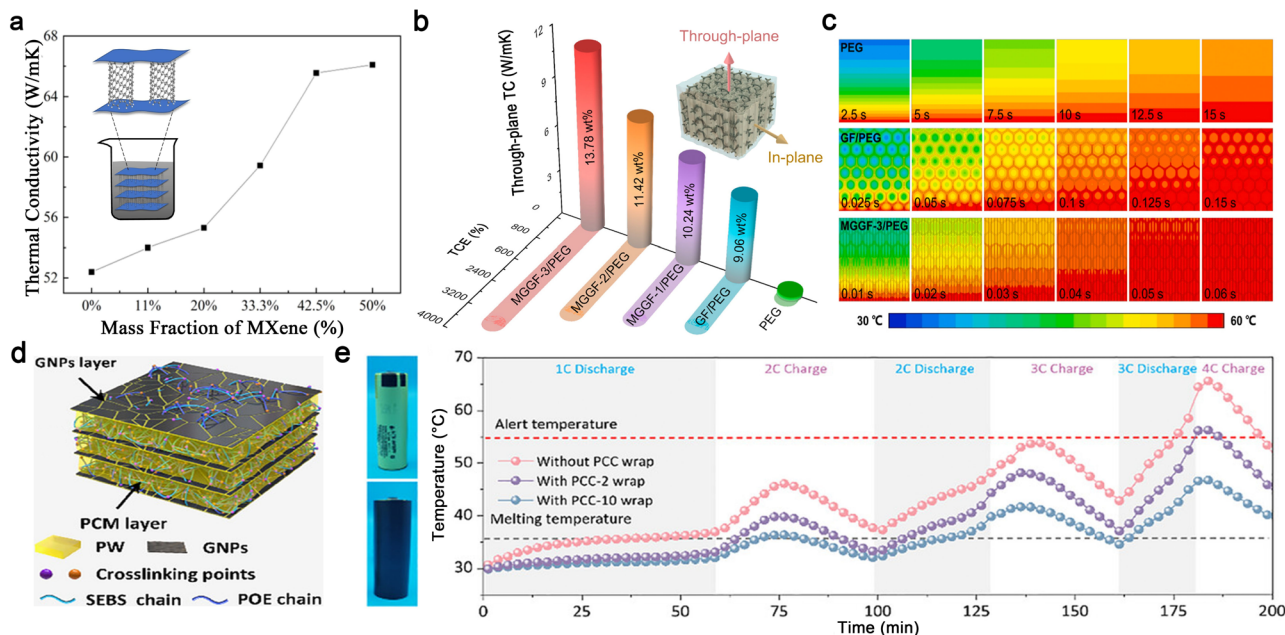 a
Thermal Conductivity (W/mK)
68
64
60
56
52
0% 11% 20% 33.3% 42.5% 50%
Mass Fraction of MXene (%)
b
Through-plane TC (W/mK)
12
9
6
3
0
TCE (%)
800
600
2400
3200
4000
13.78 wt%
11.42 wt%
10.24 wt%
9.06 wt%
MGGF-3/PEG
MGGF-2/PEG
MGGF-1/PEG
GF/PEG
PEG
Through-plane
In-plane
c
PEG
2.5 s 5 s 7.5 s 10 s 12.5 s 15 s
GF/PEG
0.025 s 0.05 s 0.075 s 0.1 s 0.125 s 0.15 s
MGGF-3/PEG
0.01 s 0.02 s 0.03 s 0.04 s 0.05 s 0.06 s
30 ℃ 60 ℃
d
GNPs layer
PCM layer
PW GNPs
Crosslinking points
SEBS chain POE chain
e
Temperature (°C)
70
60
50
40
30
1C Discharge 2C Charge 2C Discharge 3C Charge 3C Discharge 4C Charge
Alert temperature
Without PCC wrap
With PCC-2 wrap
With PCC-10 wrap
Melting temperature
0 25 50 75 100 125 150 175 200
Time (min)